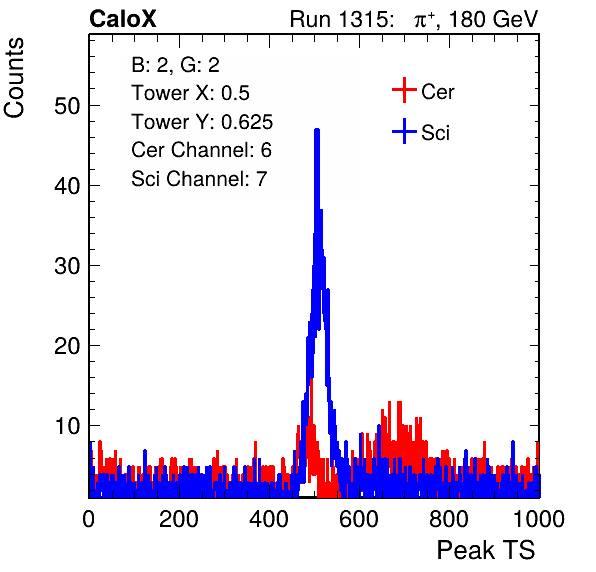 CaloX Run 1315: π+, 180 GeV
Counts
B: 2, G: 2
Tower X: 0.5
Tower Y: 0.625
Cer Channel: 6
Sci Channel: 7
Cer
Sci
50
40
30
20
10
0 200 400 600 800 1000
Peak TS